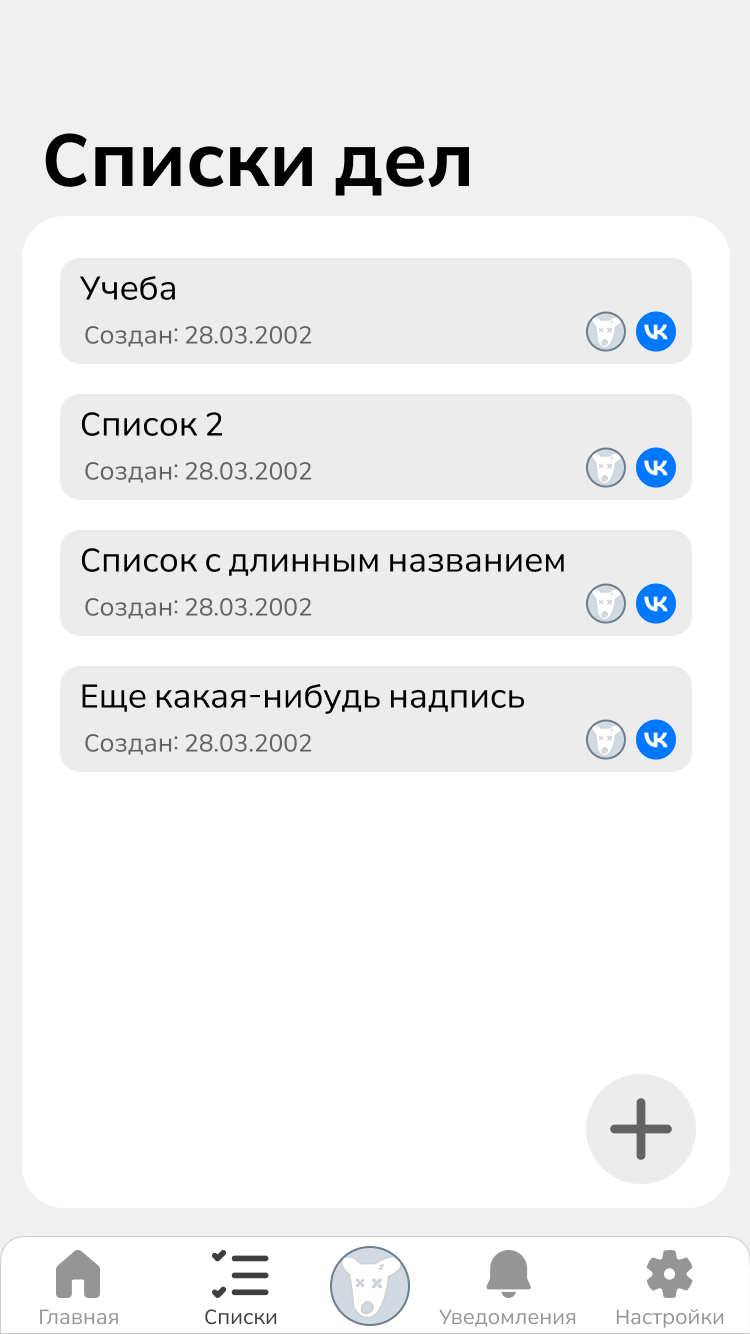 Списки дел
Учеба
Создан: 28.03.2002
Список 2
Создан: 28.03.2002
Список с длинным названием
Создан: 28.03.2002
Еще какая-нибудь надпись
Создан: 28.03.2002
Главная
Списки
Уведомления
Настройки